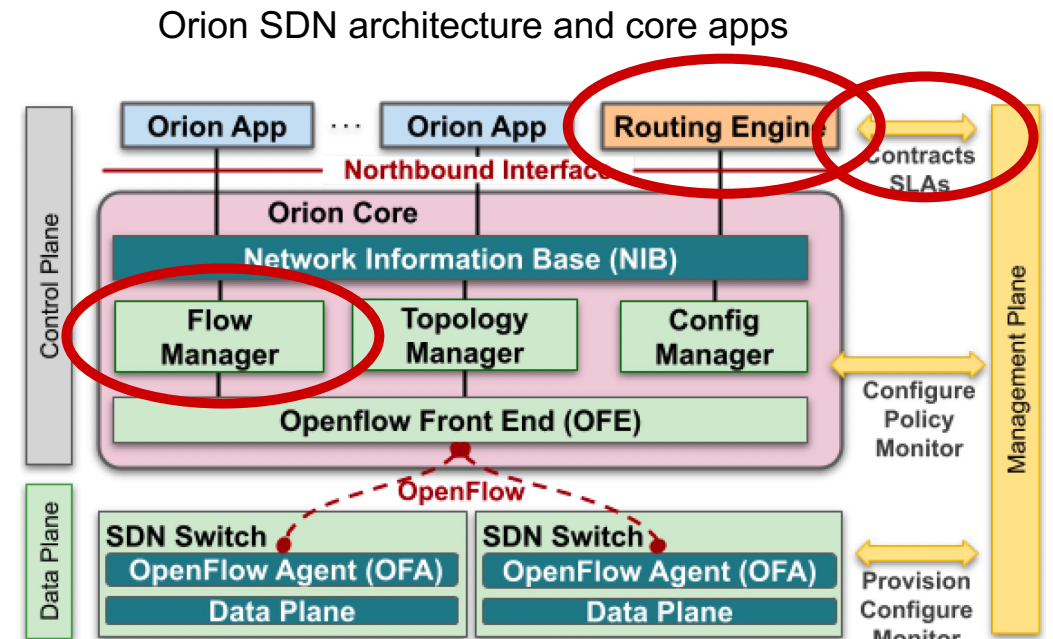 Orion SDN architecture and core apps
Orion App
...
Orion App
Routing Engine
Contracts
SLAs
Northbound Interface
Orion Core
Network Information Base (NIB)
Flow
Manager
Topology
Manager
Config
Manager
Openflow Front End (OFE)
Control Plane
Configure
Policy
Monitor
Management Plane
OpenFlow
Data Plane
SDN Switch
OpenFlow Agent (OFA)
Data Plane
SDN Switch
OpenFlow Agent (OFA)
Data Plane
Provision
Configure
Monitor